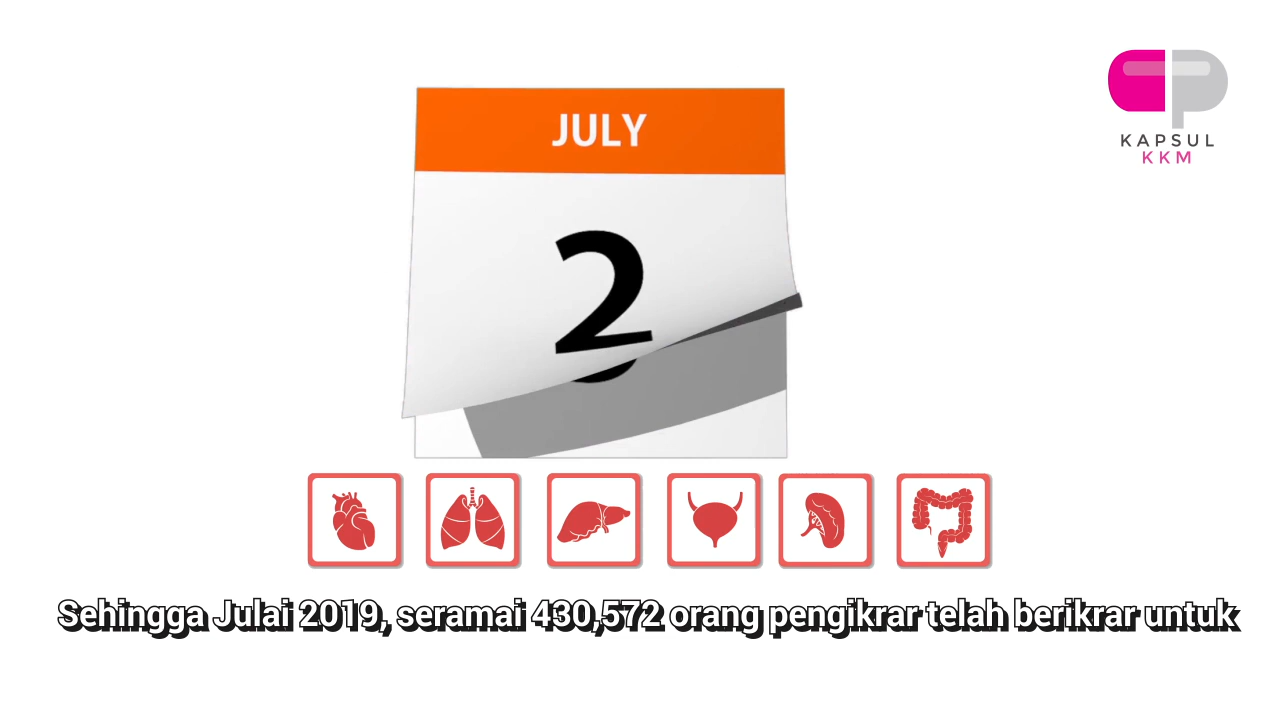 JULY
2
KAPSUL
KKM
Sehingga Julai 2019, seramai 430,572 orang pengikrar telah berikrar untuk